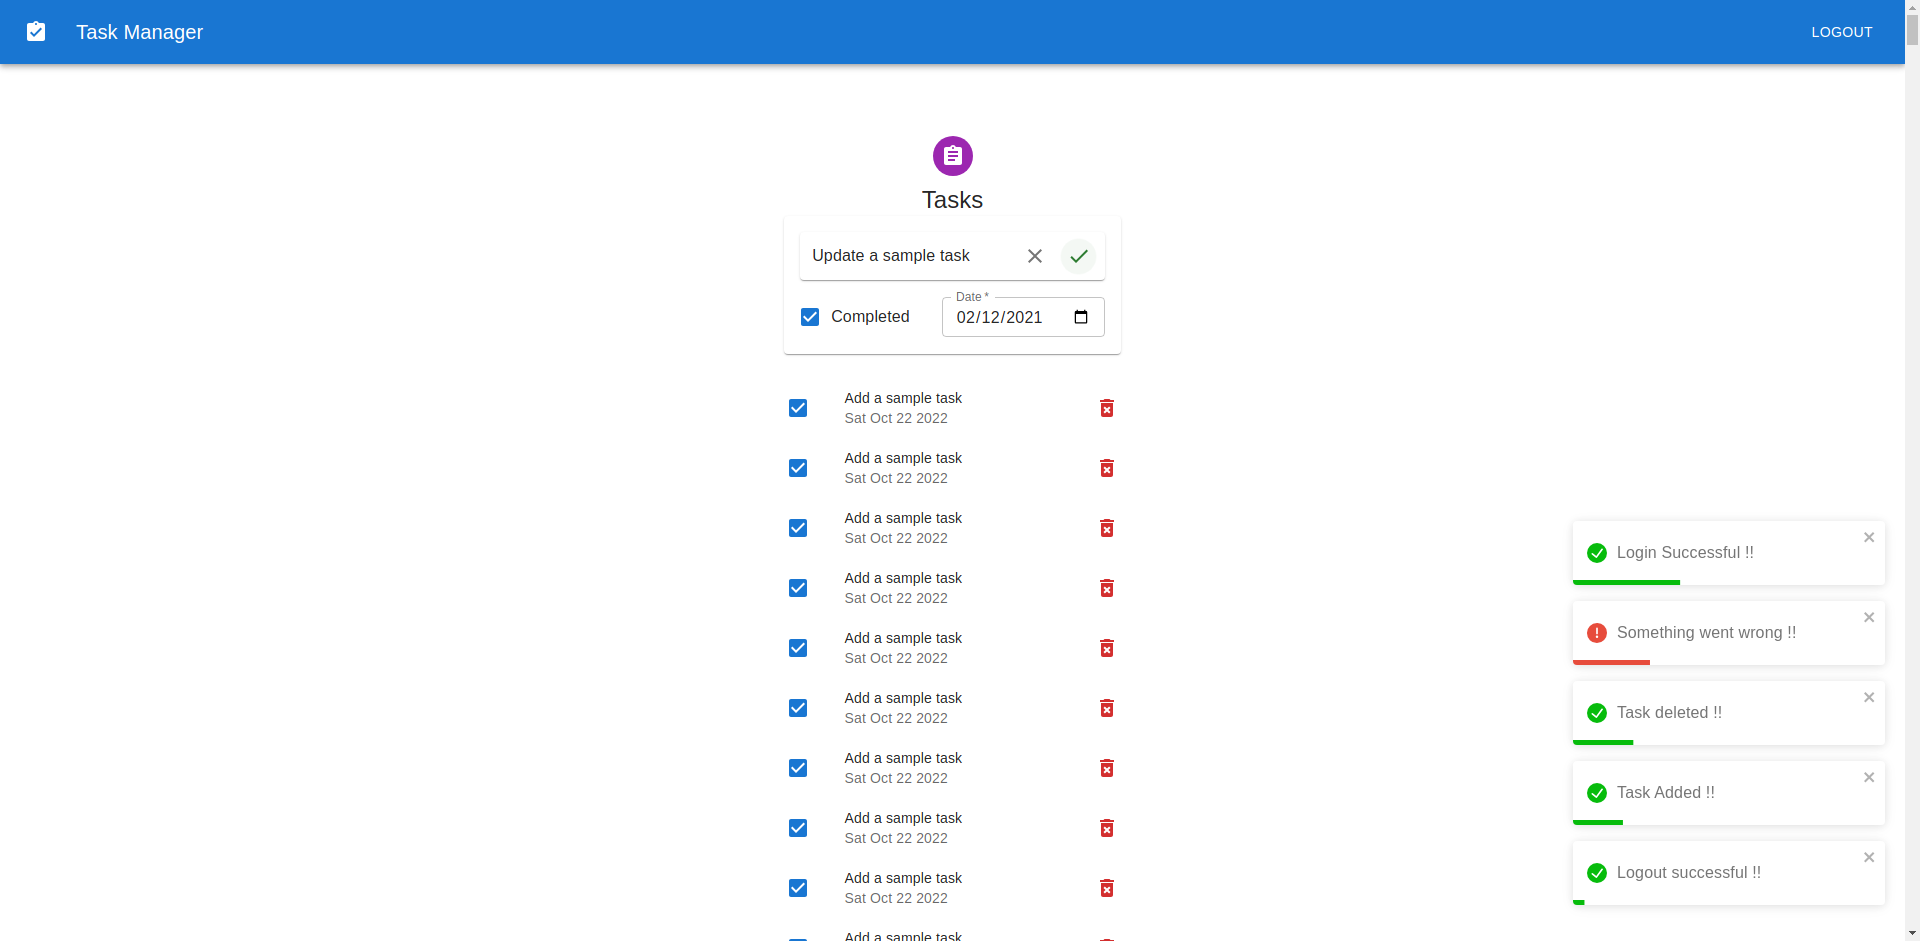 Task Manager
LOGOUT
Tasks
Update a sample task
Completed
Date *
02/12/2021
Add a sample task
Sat Oct 22 2022
Add a sample task
Sat Oct 22 2022
Add a sample task
Sat Oct 22 2022
Add a sample task
Sat Oct 22 2022
Add a sample task
Sat Oct 22 2022
Add a sample task
Sat Oct 22 2022
Add a sample task
Sat Oct 22 2022
Add a sample task
Sat Oct 22 2022
Add a sample task
Sat Oct 22 2022
Add a sample task
Login Successful !!
Something went wrong !!
Task deleted !!
Task Added !!
Logout successful !!